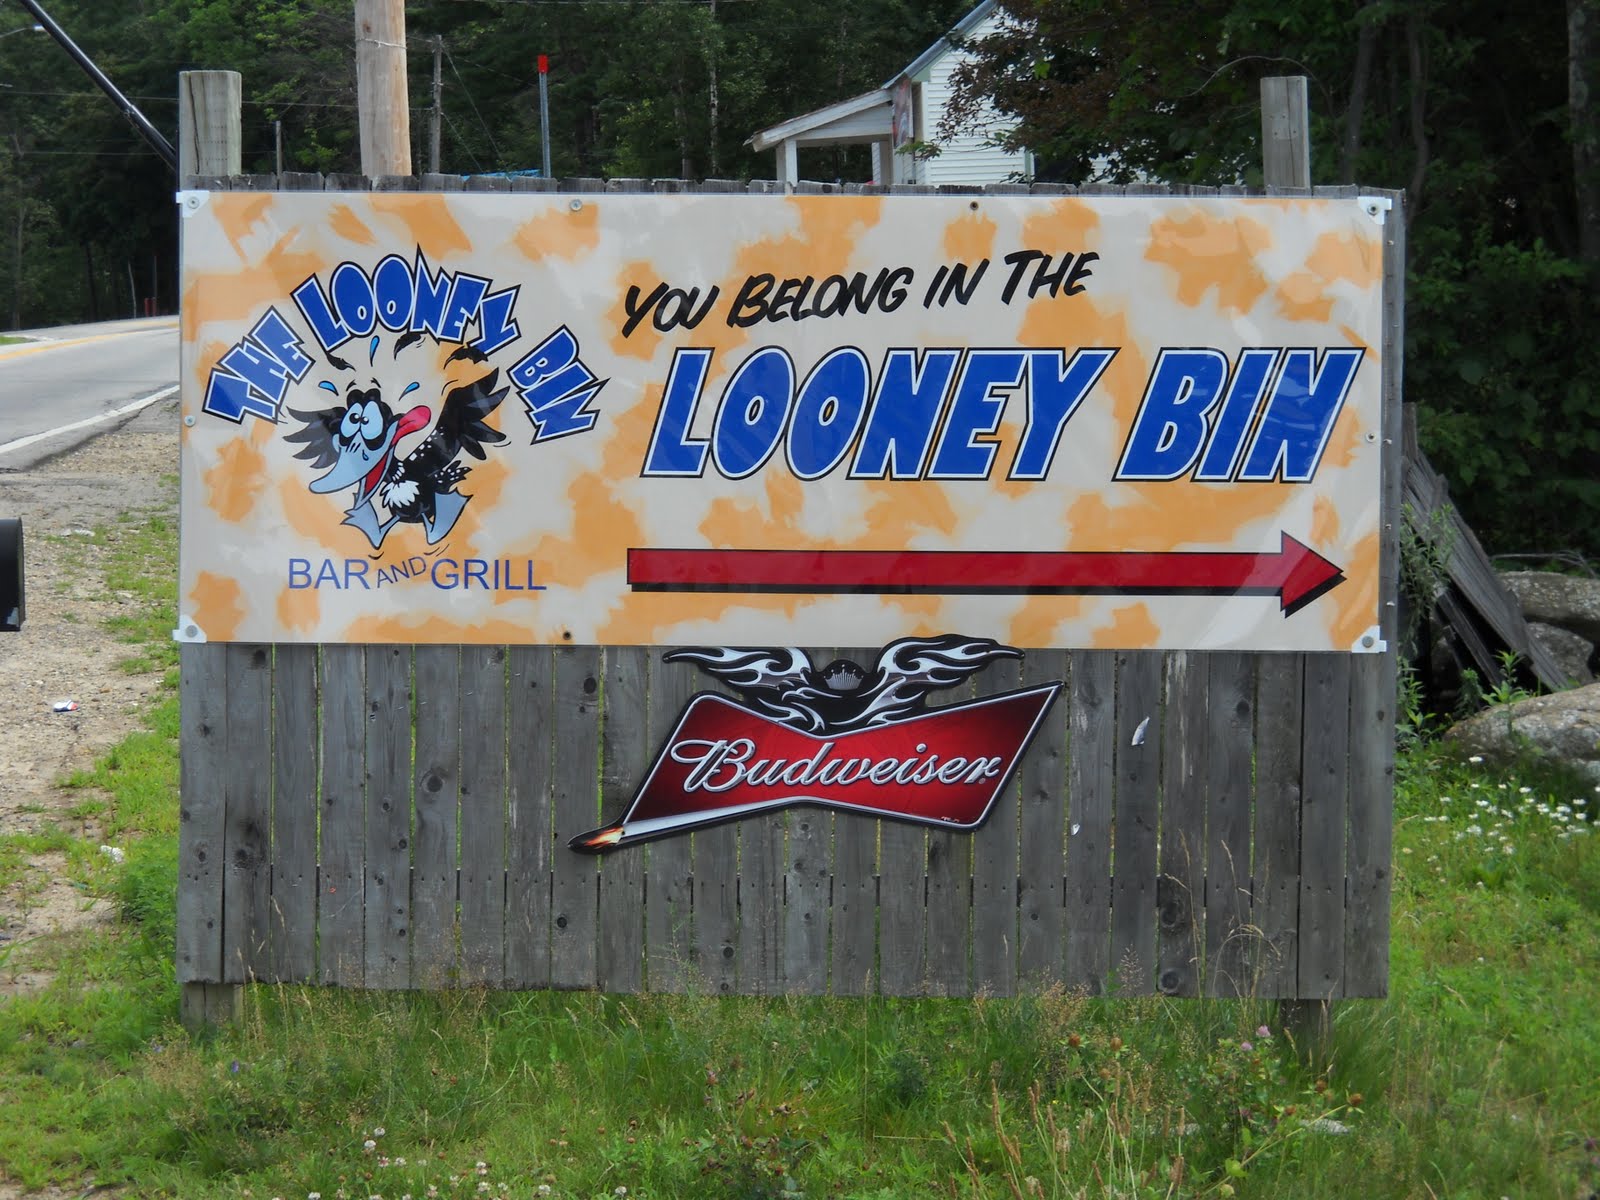 THE LOONEY BIN
BAR AND GRILL
YOU BELONG IN THE
LOONEY BIN
Budweiser